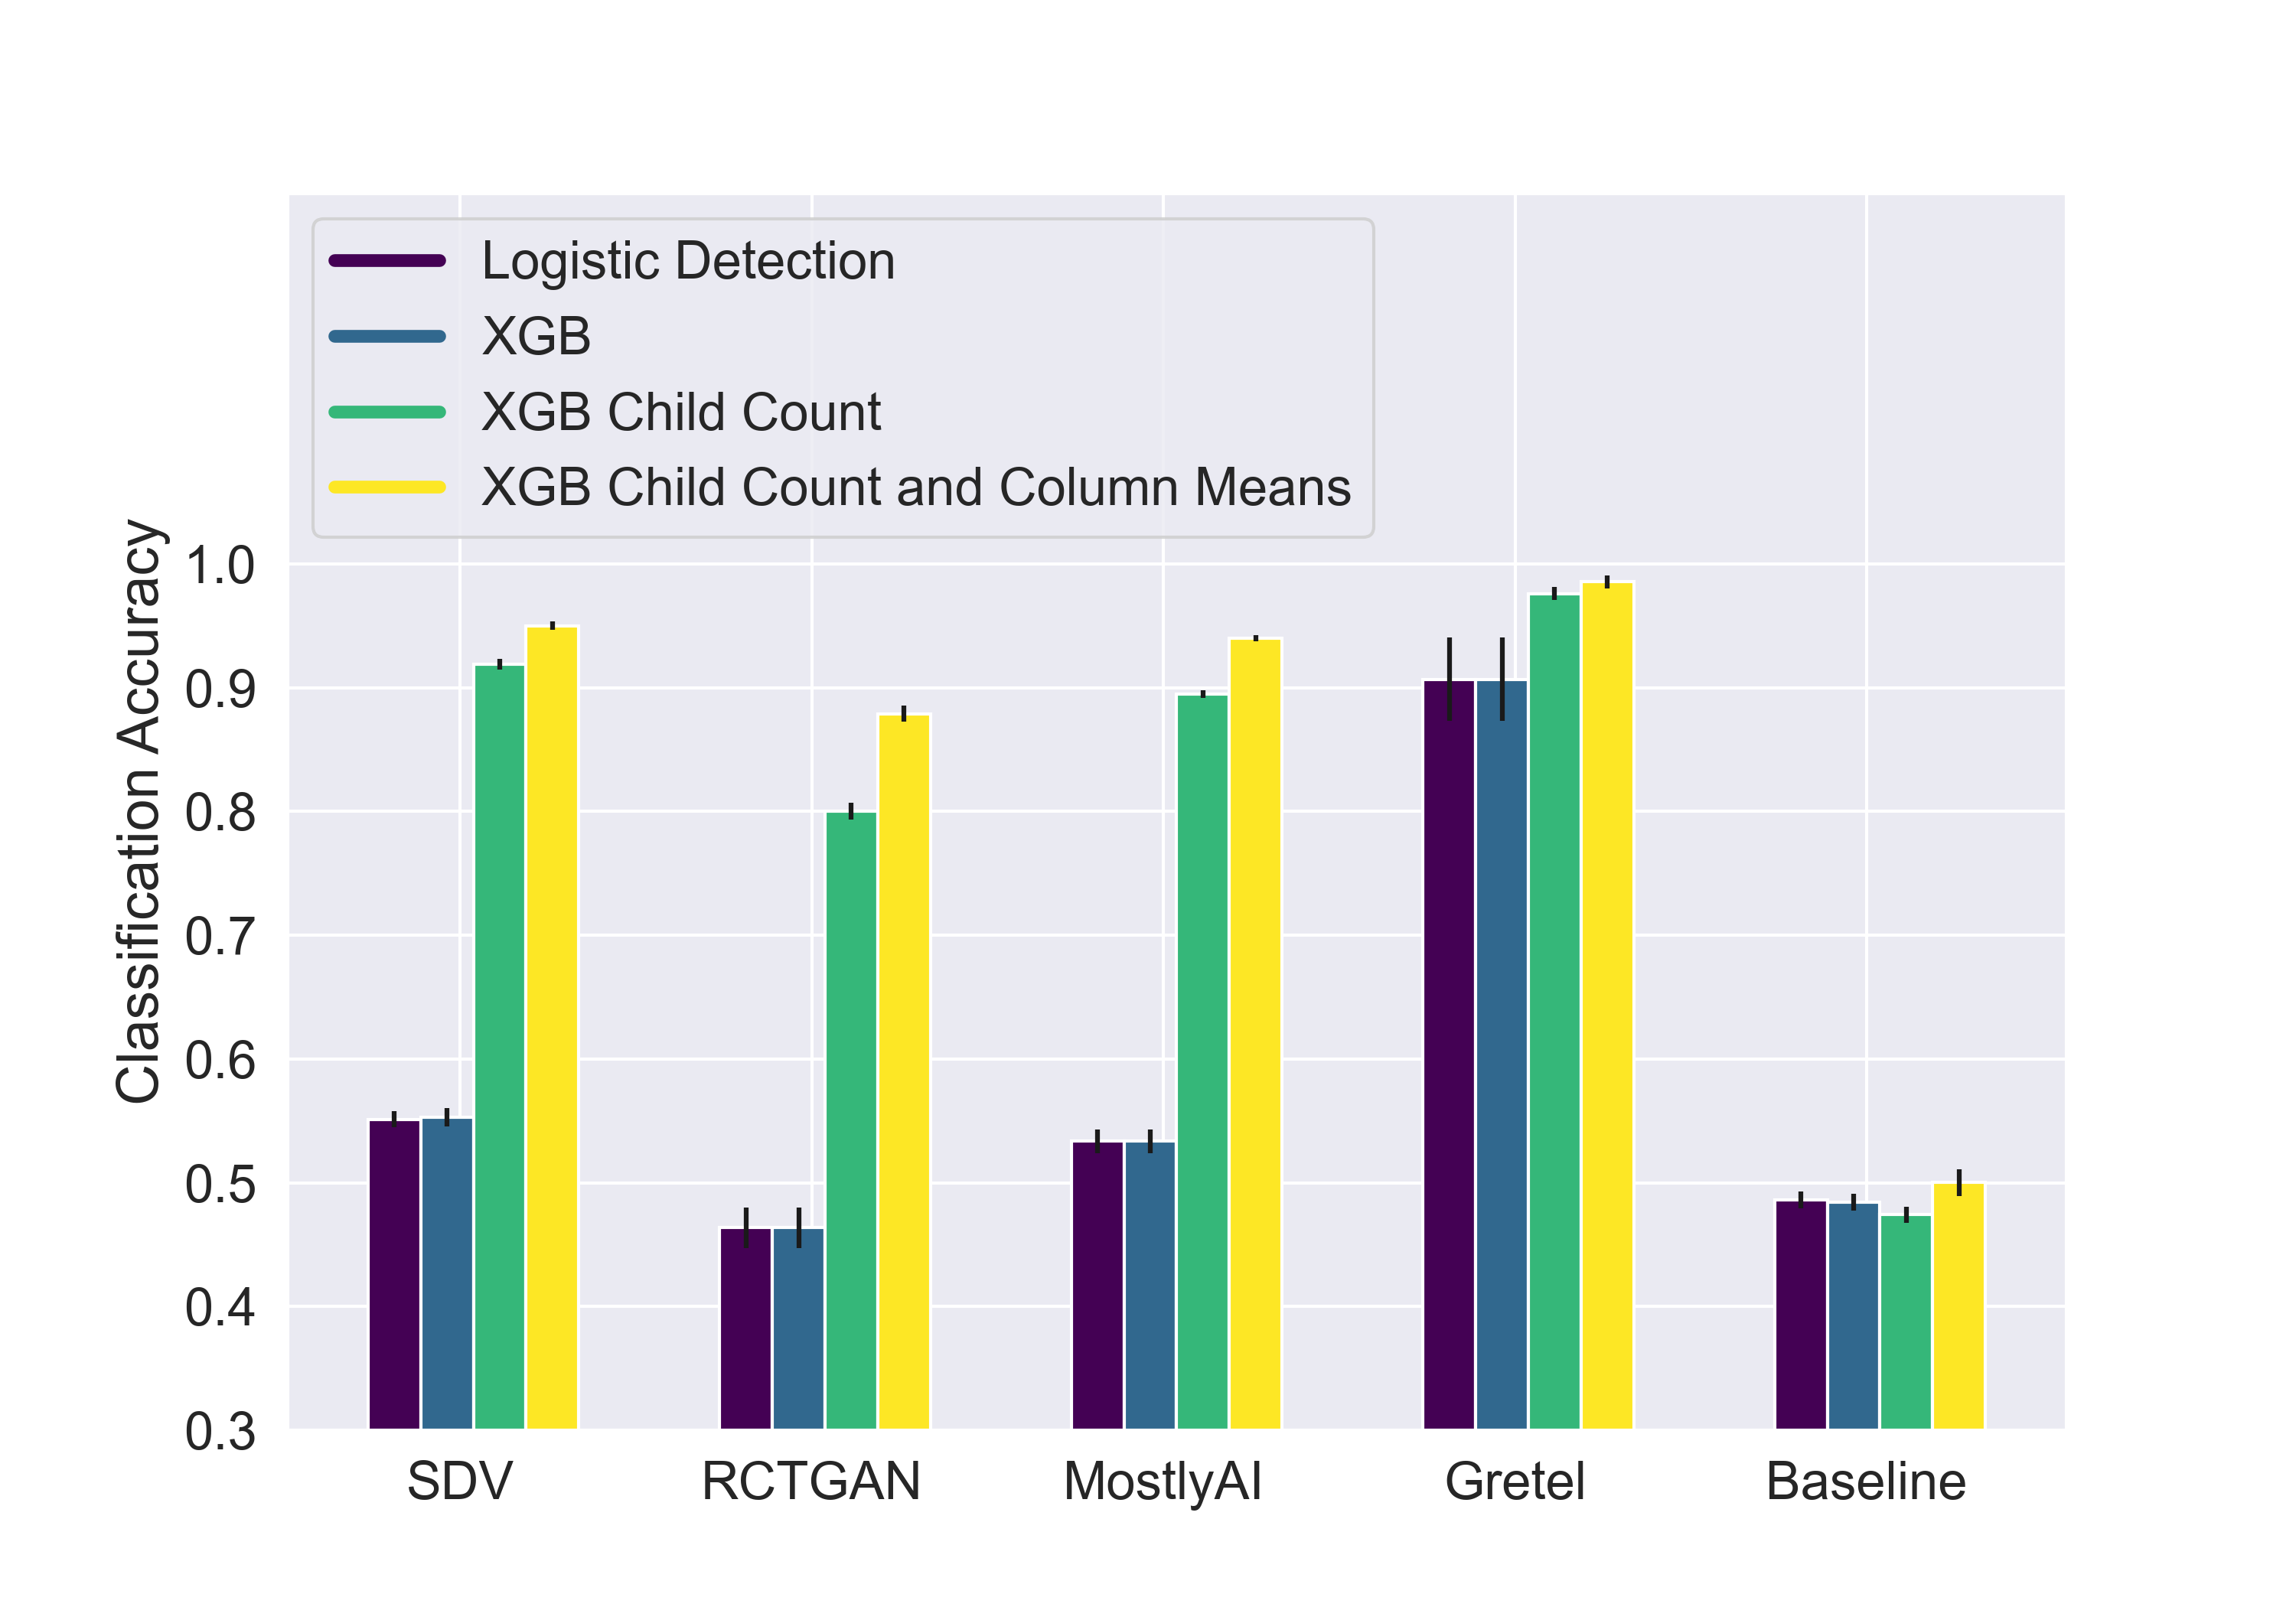 Logistic Detection
XGB
XGB Child Count
XGB Child Count and Column Means
Classification Accuracy
1.0
0.9
0.8
0.7
0.6
0.5
0.4
0.3
SDV
RCTGAN
MostlyAI
Gretel
Baseline